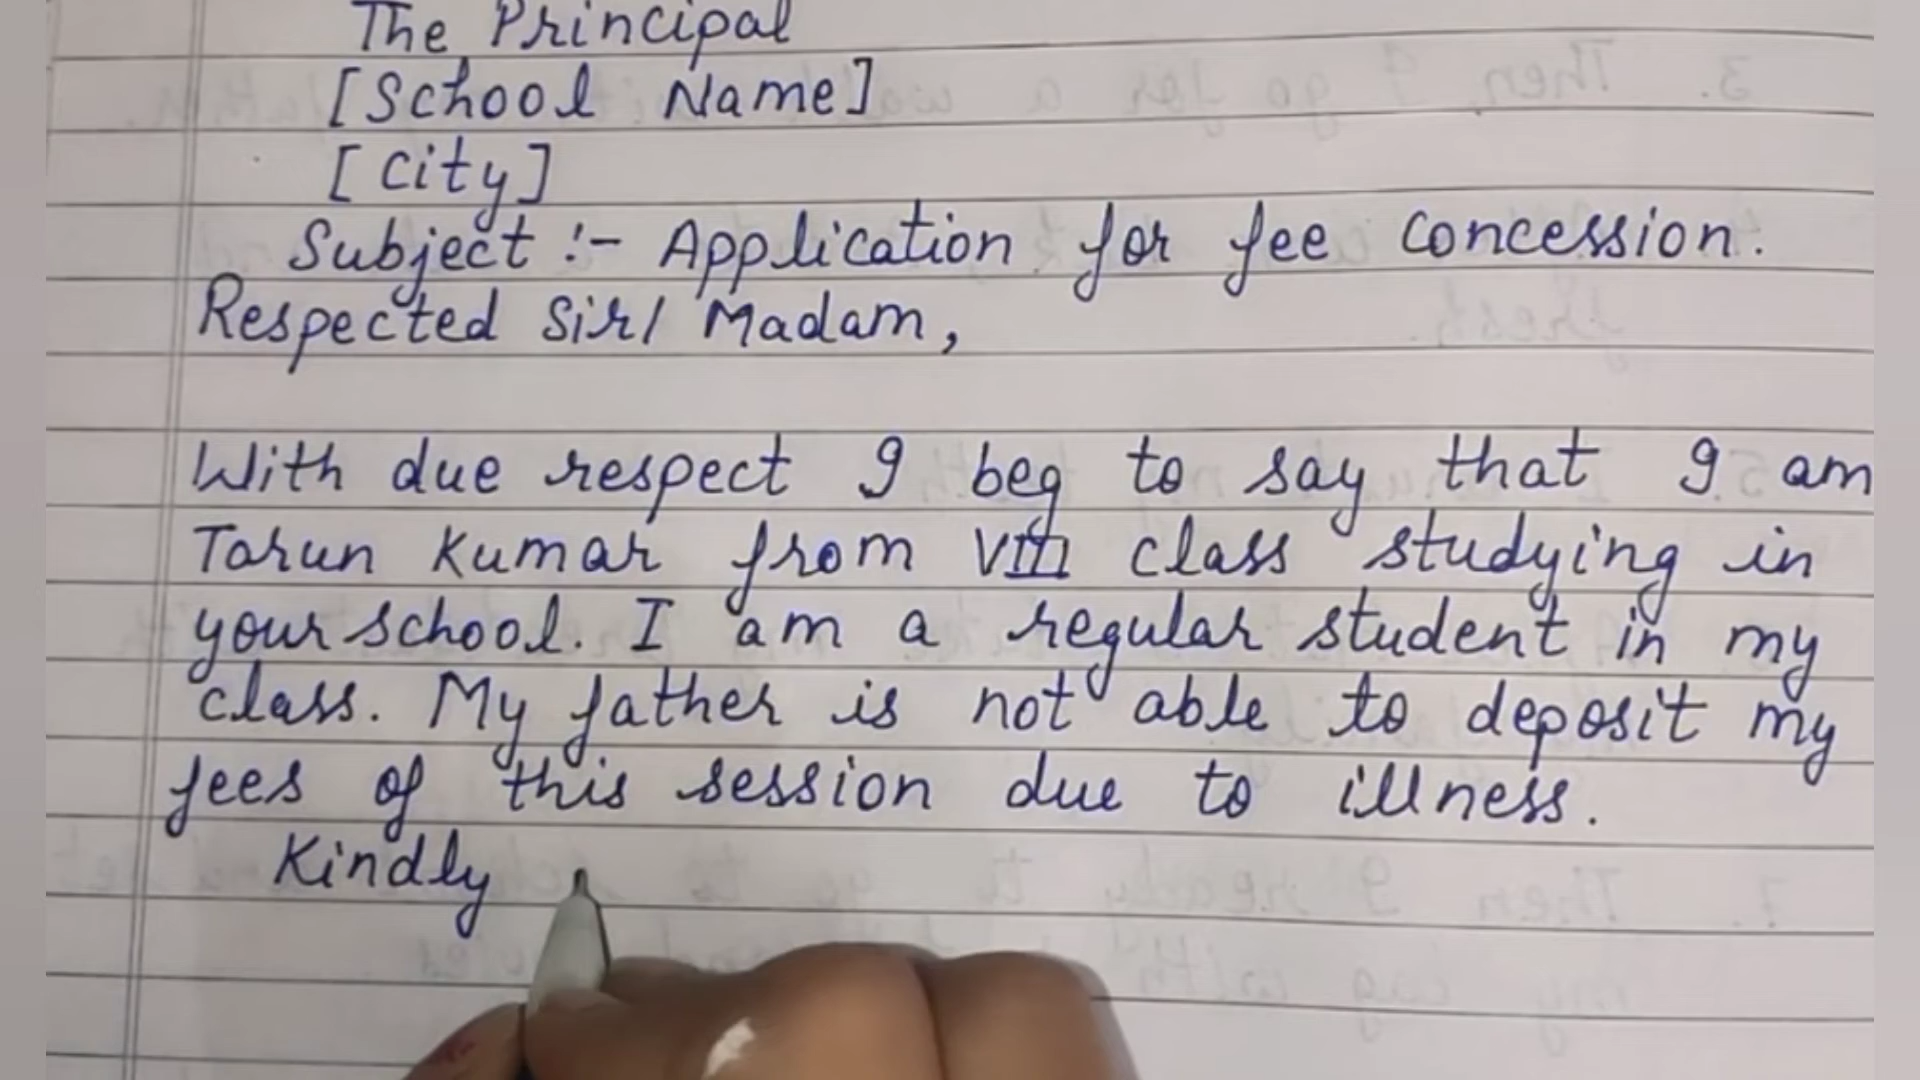 The Principal
[School Name]
[City]
Subject :- Application for fee concession.
Respected Sir/ Madam,
With due respect I beg to say that I am
Tarun Kumar from VIII class studying in
your school. I am a regular student in my
class. My father is not able to deposit my
fees of this session due to illness.
Kindly